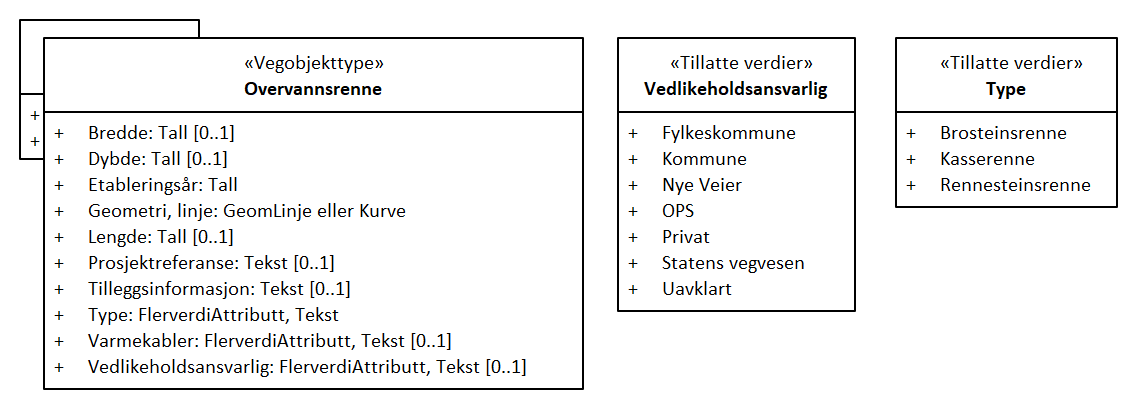 «Vegobjekttype»
Overvannsrenne
+ Bredde: Tall [0..1]
+ Dybde: Tall [0..1]
+ Etableringsår: Tall
+ Geometri, linje: GeomLinje eller Kurve
+ Lengde: Tall [0..1]
+ Prosjektreferanse: Tekst [0..1]
+ Tilleggsinformasjon: Tekst [0..1]
+ Type: FlerverdiAttributt, Tekst
+ Varmekabler: FlerverdiAttributt, Tekst [0..1]
+ Vedlikeholdsansvarlig: FlerverdiAttributt, Tekst [0..1]
+
+
«Tillatte verdier»
Vedlikeholdsansvarlig
+ Fylkeskommune
+ Kommune
+ Nye Veier
+ OPS
+ Privat
+ Statens vegvesen
+ Uavklart
«Tillatte verdier»
Type
+ Brosteinsrenne
+ Kasserenne
+ Rennesteinsrenne